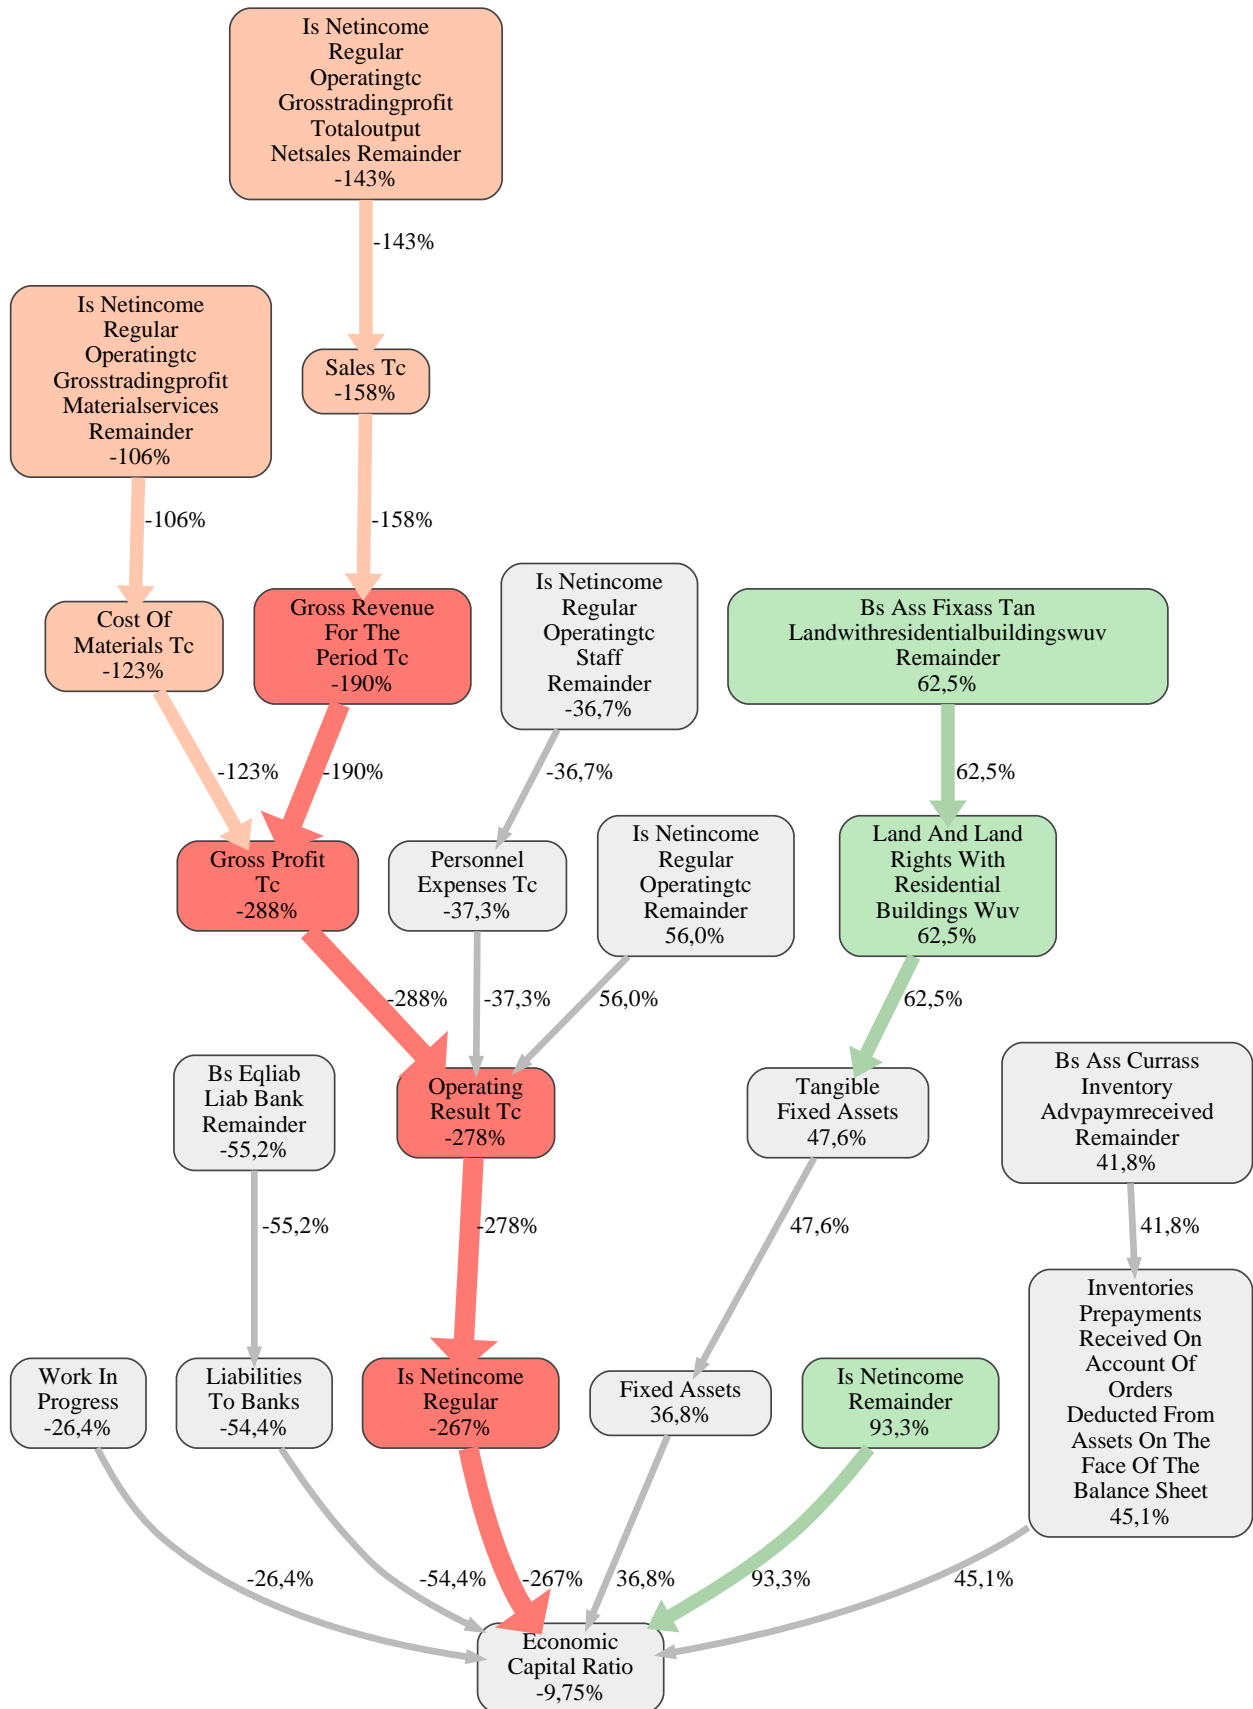 Is Netincome
Regular
Operatingtc
Grosstradingprofit
Totaloutput
Netsales Remainder
-143%
-143%
Is Netincome
Regular
Operatingtc
Grosstradingprofit
Materialservices
Remainder
-106%
Sales Tc
-158%
-106%
-158%
Cost Of
Materials Tc
-123%
Gross Revenue
For The
Period Tc
-190%
Is Netincome
Regular
Operatingtc
Staff
Remainder
-36,7%
Bs Ass Fixass Tan
Landwithresidentialbuildingswuv
Remainder
62,5%
-123%
-190%
-36,7%
62,5%
Gross Profit
Tc
-288%
Personnel
Expenses Tc
-37,3%
Is Netincome
Regular
Operatingtc
Remainder
56,0%
Land And Land
Rights With
Residential
Buildings Wuv
62,5%
-288%
-37,3%
56,0%
62,5%
Bs Eqliab
Liab Bank
Remainder
-55,2%
Operating
Result Tc
-278%
Tangible
Fixed Assets
47,6%
Bs Ass Currass
Inventory
Advpaymreceived
Remainder
41,8%
-55,2%
-278%
47,6%
41,8%
Work In
Progress
-26,4%
Liabilities
To Banks
-54,4%
Is Netincome
Regular
-267%
Fixed Assets
36,8%
Is Netincome
Remainder
93,3%
Inventories
Prepayments
Received On
Account Of
Orders
Deducted From
Assets On The
Face Of The
Balance Sheet
45,1%
-26,4%
-54,4%
-267%
36,8%
93,3%
45,1%
Economic
Capital Ratio
-9,75%